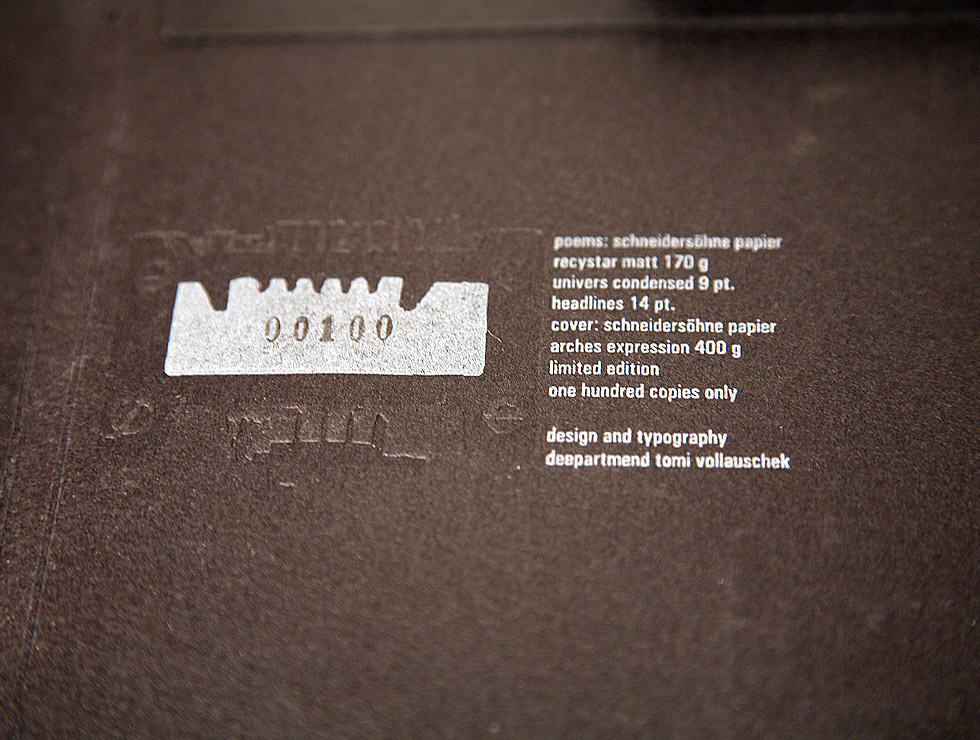 00100
poems: schneidersöhne papier
recystar matt 170 g
univers condensed 9 pt.
headlines 14 pt.
cover: schneidersöhne papier
arches expression 400 g
limited edition
one hundred copies only
design and typography
deepartmend tomi vollauschek